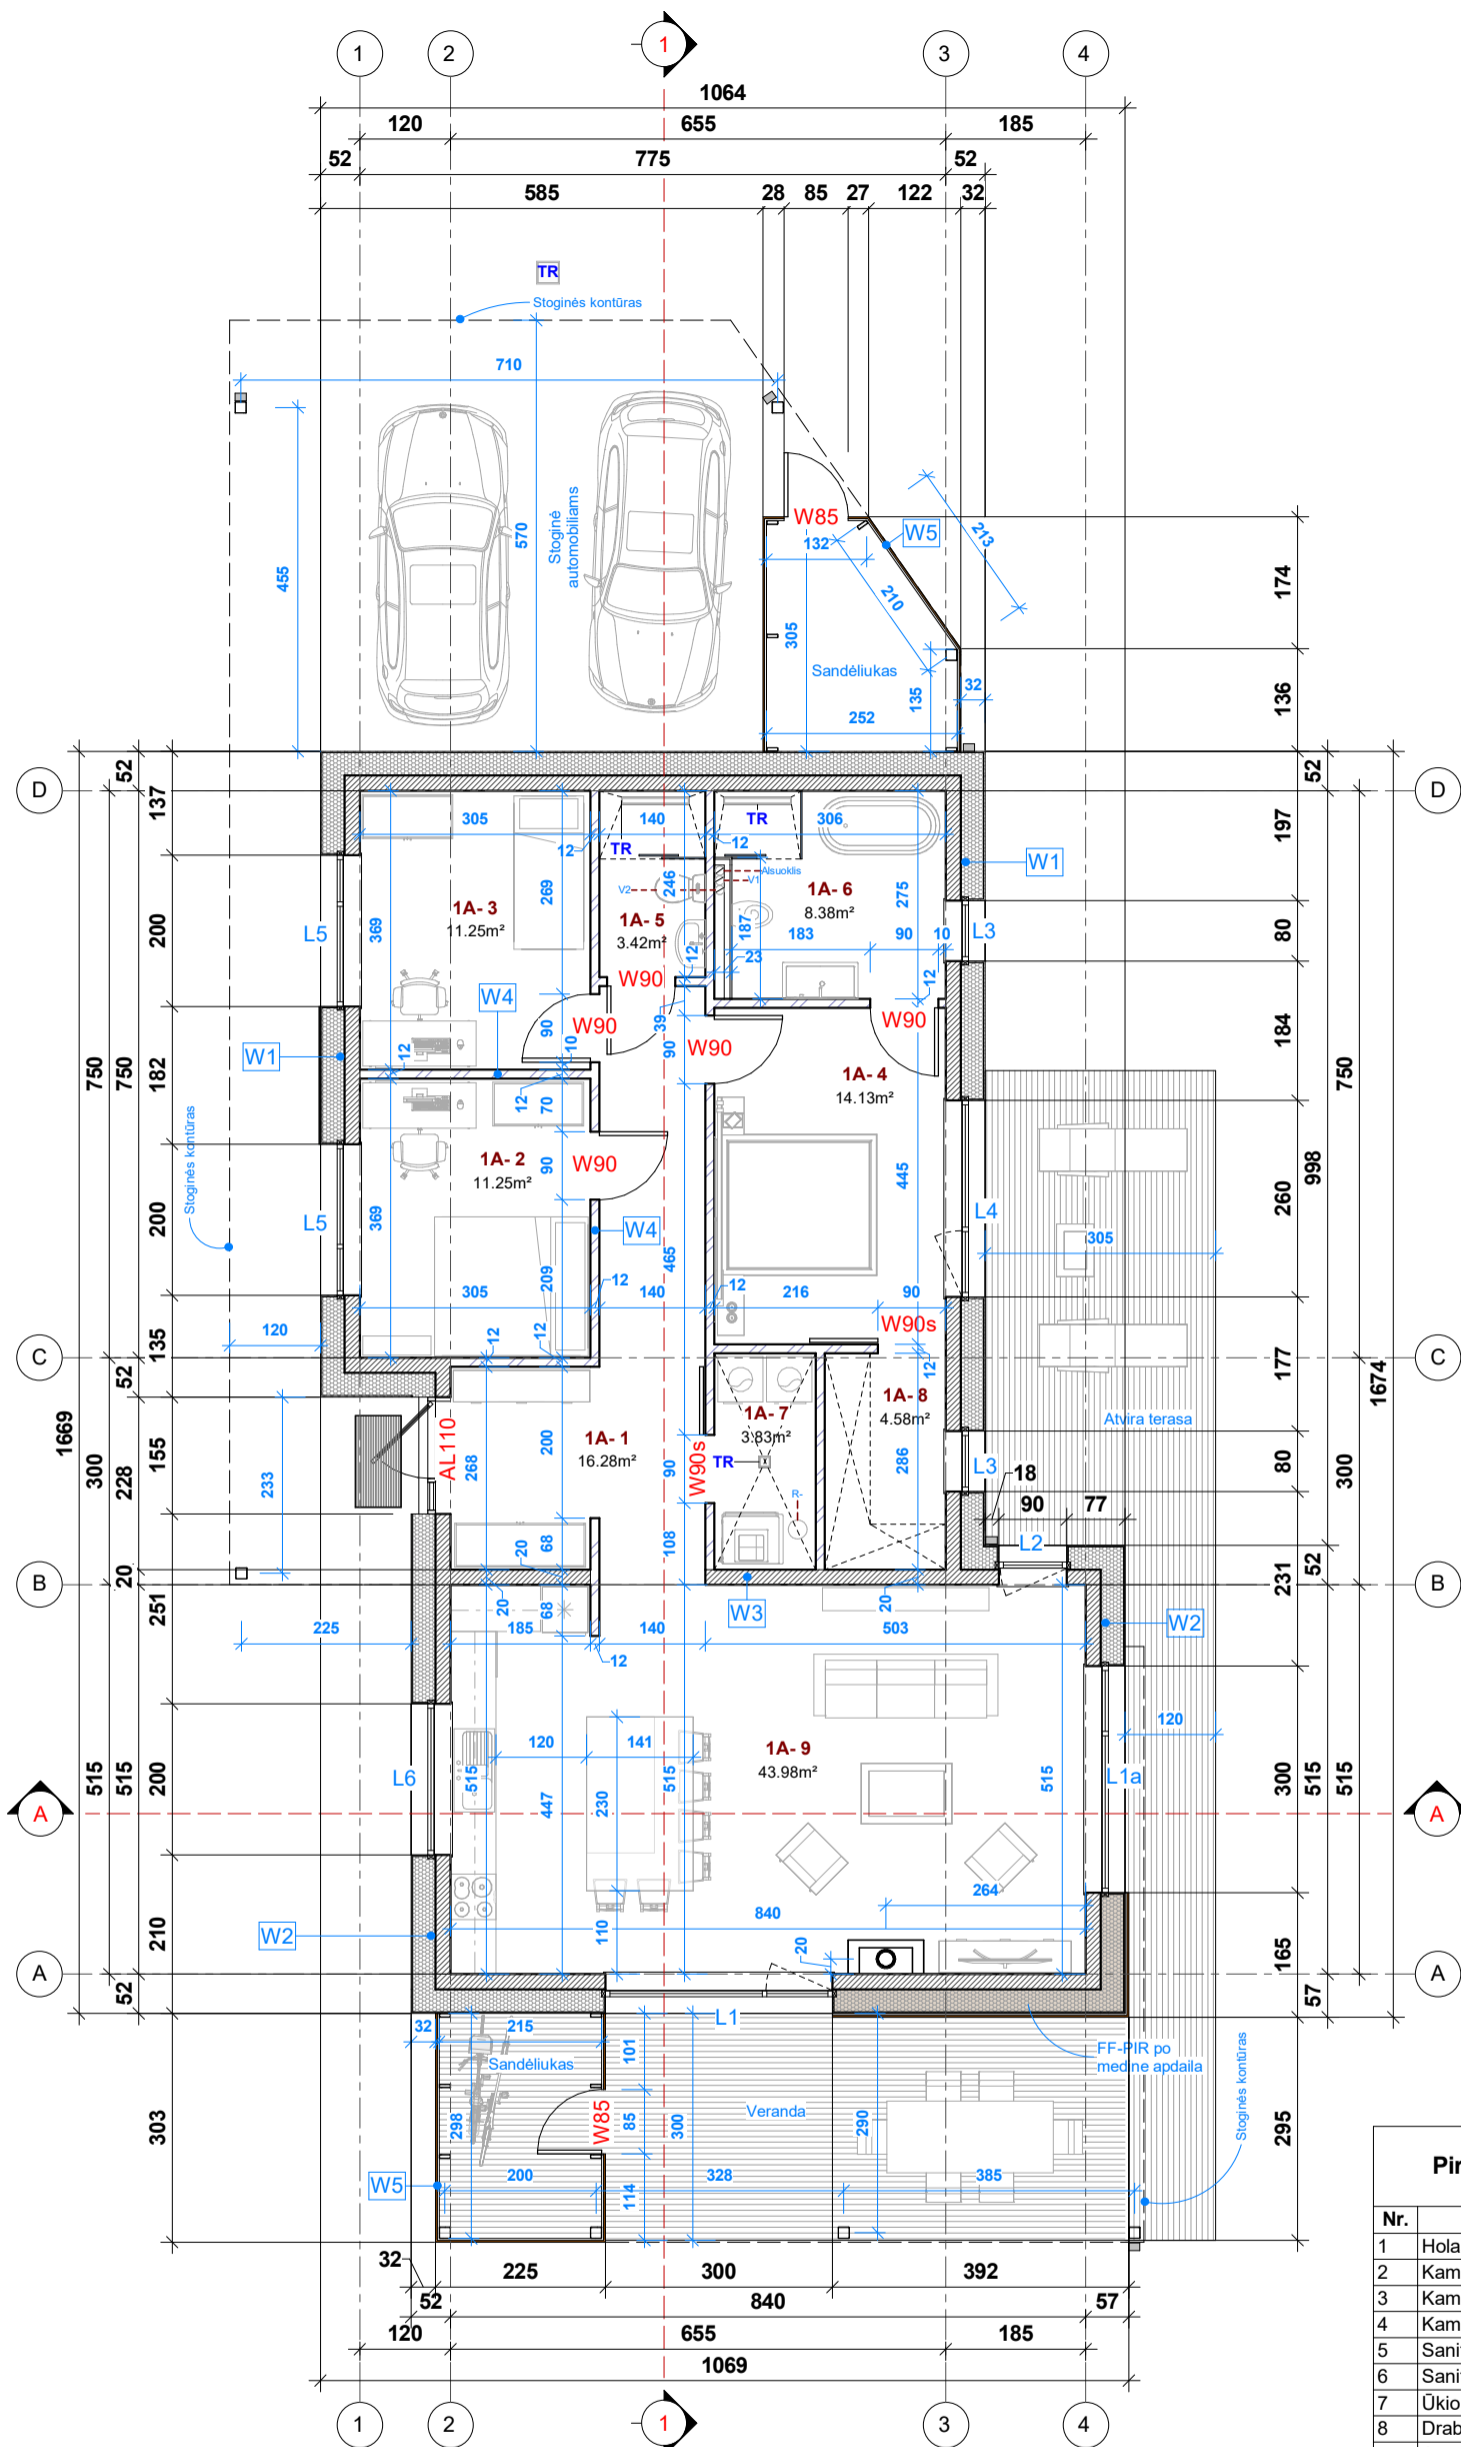 1 2 1 3 4
1064
120 655 185
52 775 52
585 28 85 27 122 32
TR
Stoginės kontūras
710
455
570
Stoginė
automobiliams
W85
W5
132
213
210
305
Sandėliukas
135
32
252
174
136
D
52
137
305 140 306
12 TR 12 TR
52
D
197
W1
Alsuoklis
V1
V2
246
269
369
1A- 3
11.25m²
1A- 5
3.42m²
1A- 6
8.38m²
275
187
183 90 10
23
12
12
200
L5
L3
80
W90
W4
W90
W90
W90
39
90
90
10
12
W1
750
750
182
184
1A- 4
14.13m²
12
70
1A- 2
11.25m²
90
W90
445
L4
260
998
750
305
Stoginės kontūras
200
L5
369
W4
465
209
12
12
305 140 216 90
W90s
120
135
C
12
12
12
177
C
1674
52
1A- 7
3.83m²
1A- 8
4.58m²
Atvira terasa
AL110
1A- 1
16.28m²
TR
W90s
R-
1669
300
228
155
233
268
200
90
286
L3
80
300
18
90 77
L2
108
68
20
20
B
52
B
251
231
20
68
20
W3
W2
225
185 140 503
12
120
120 141
1A- 9
43.98m²
L6
L1a
515
515
200
515
447
230
515
515
300
515
515
A
A
264
840
110
20
W2
210
165
A
A
52
57
L1
32 215
Sandėliukas
101
FF-PIR po
medine apdaila
Stoginės kontūras
Veranda
W85
85
298
300
290
303
295
W5
200 328 385
114
32
225 300 392
52 840 57
120 655 185
1069
1 2 1 3 4
Nr.
1
2
3
4
5
6
7
8